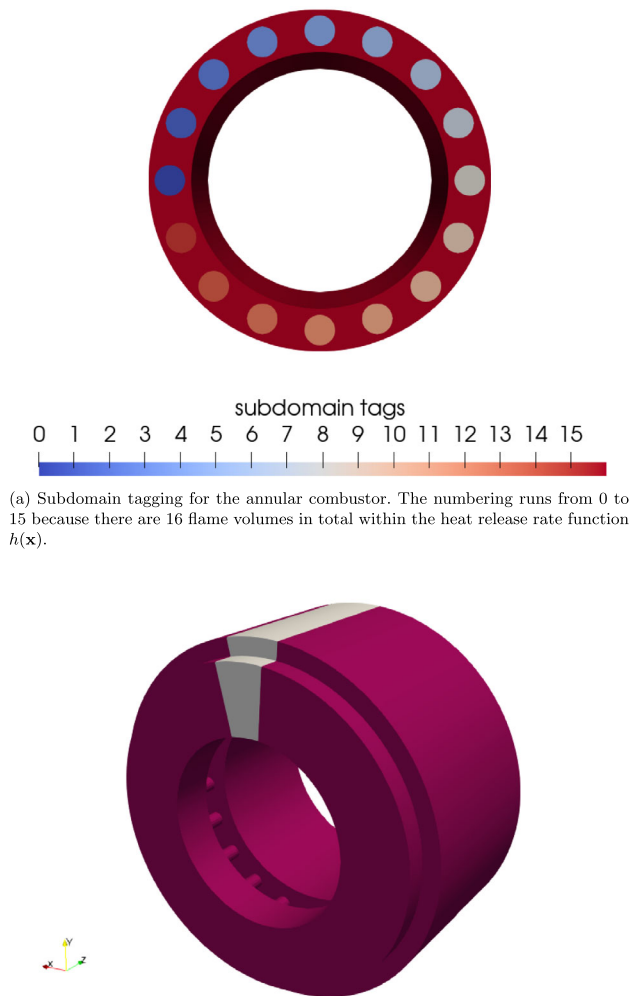 subdomain tags
0 1 2 3 4 5 6 7 8 9 10 11 12 13 14 15
(a) Subdomain tagging for the annular combustor. The numbering runs from 0 to
15 because there are 16 flame volumes in total within the heat release rate function
h(x).
Y
X Z